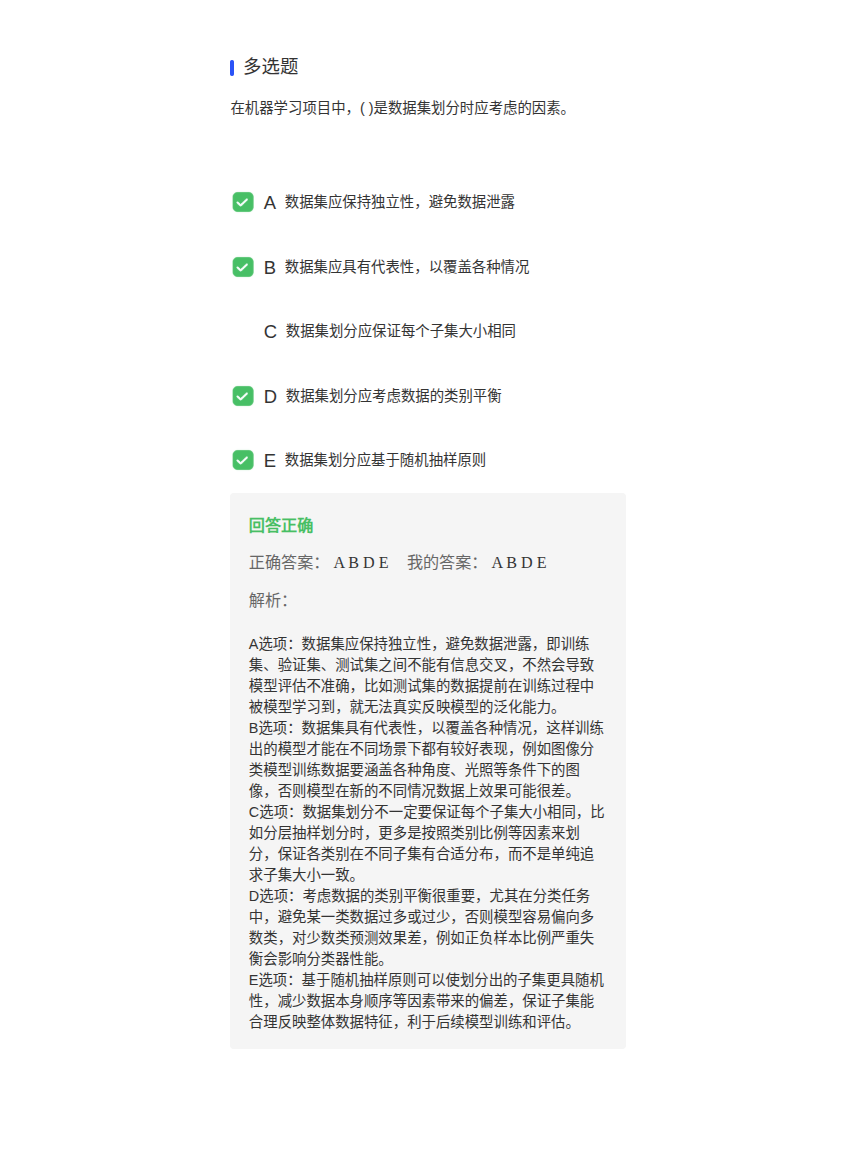 多选题
在机器学习项目中，( )是数据集划分时应考虑的因素。
A 数据集应保持独立性，避免数据泄露
B 数据集应具有代表性，以覆盖各种情况
C 数据集划分应保证每个子集大小相同
D 数据集划分应考虑数据的类别平衡
E 数据集划分应基于随机抽样原则
回答正确
正确答案： A B D E 我的答案： A B D E
解析：
A选项：数据集应保持独立性，避免数据泄露，即训练
集、验证集、测试集之间不能有信息交叉，不然会导致
模型评估不准确，比如测试集的数据提前在训练过程中
被模型学习到，就无法真实反映模型的泛化能力。
B选项：数据集具有代表性，以覆盖各种情况，这样训练
出的模型才能在不同场景下都有较好表现，例如图像分
类模型训练数据要涵盖各种角度、光照等条件下的图
像，否则模型在新的不同情况数据上效果可能很差。
C选项：数据集划分不一定要保证每个子集大小相同，比
如分层抽样划分时，更多是按照类别比例等因素来划
分，保证各类别在不同子集有合适分布，而不是单纯追
求子集大小一致。
D选项：考虑数据的类别平衡很重要，尤其在分类任务
中，避免某一类数据过多或过少，否则模型容易偏向多
数类，对少数类预测效果差，例如正负样本比例严重失
衡会影响分类器性能。
E选项：基于随机抽样原则可以使划分出的子集更具随机
性，减少数据本身顺序等因素带来的偏差，保证子集能
合理反映整体数据特征，利于后续模型训练和评估。